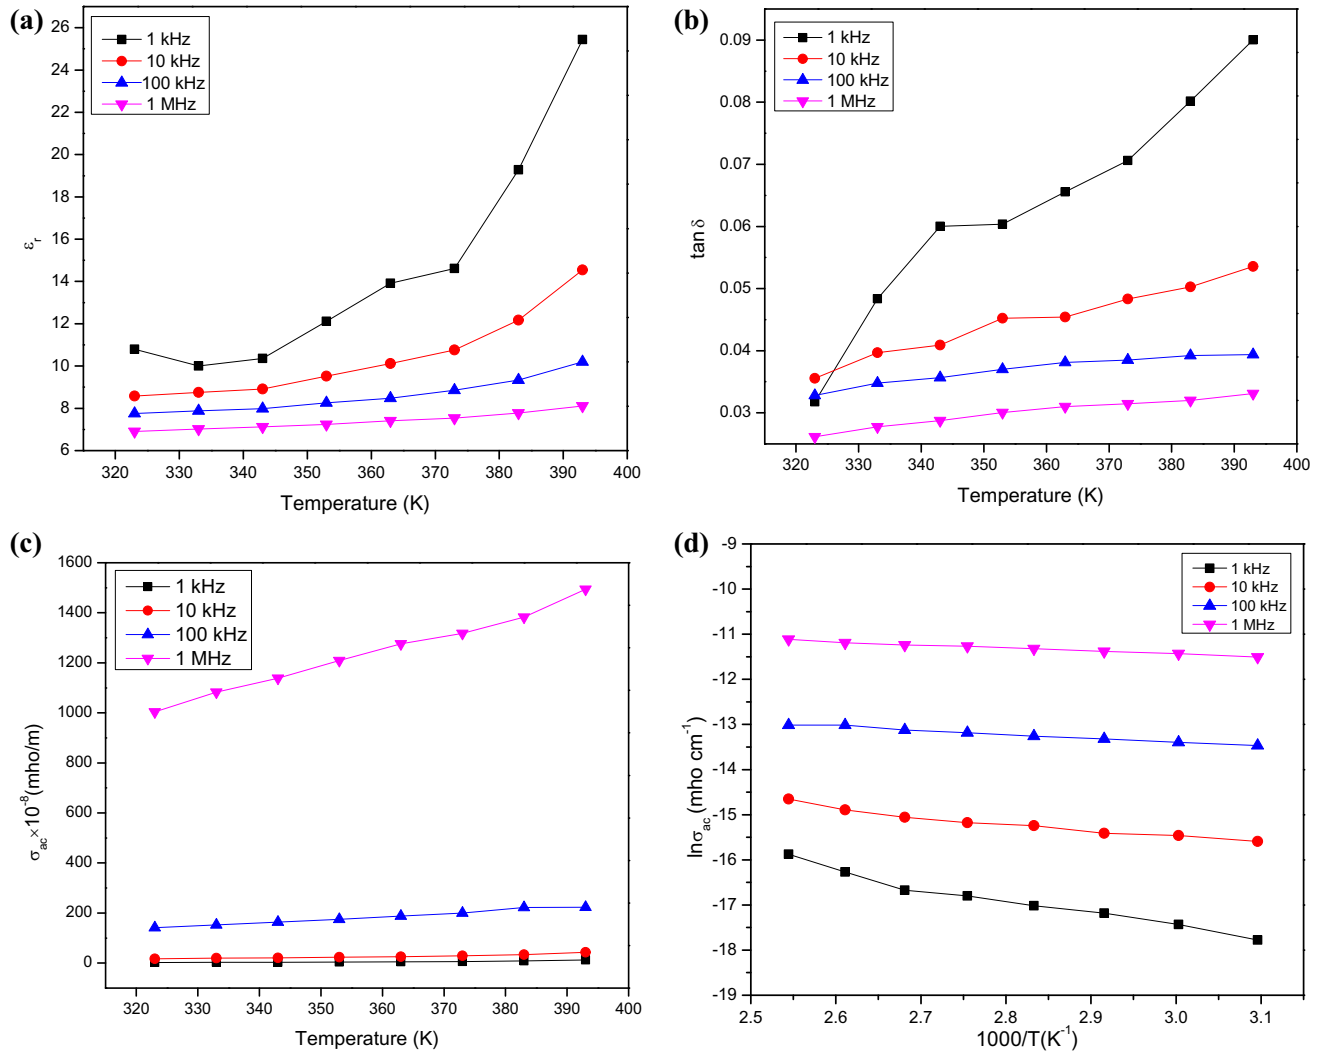 (a)
26
24
22
20
18
16
14
12
10
8
6
εr
1 kHz
10 kHz
100 kHz
1 MHz
320 330 340 350 360 370 380 390 400
Temperature (K)
(b)
0.09
0.08
0.07
0.06
0.05
0.04
0.03
tan δ
1 kHz
10 kHz
100 kHz
1 MHz
320 330 340 350 360 370 380 390 400
Temperature (K)
(c)
1600
1400
1200
1000
800
600
400
200
0
σac×10⁻⁸(mho/m)
1 kHz
10 kHz
100 kHz
1 MHz
320 330 340 350 360 370 380 390 400
Temperature (K)
(d)
-9
-10
-11
-12
-13
-14
-15
-16
-17
-18
-19
lnσac (mho cm⁻¹)
1 kHz
10 kHz
100 kHz
1 MHz
2.5 2.6 2.7 2.8 2.9 3.0 3.1
1000/T(K⁻¹)